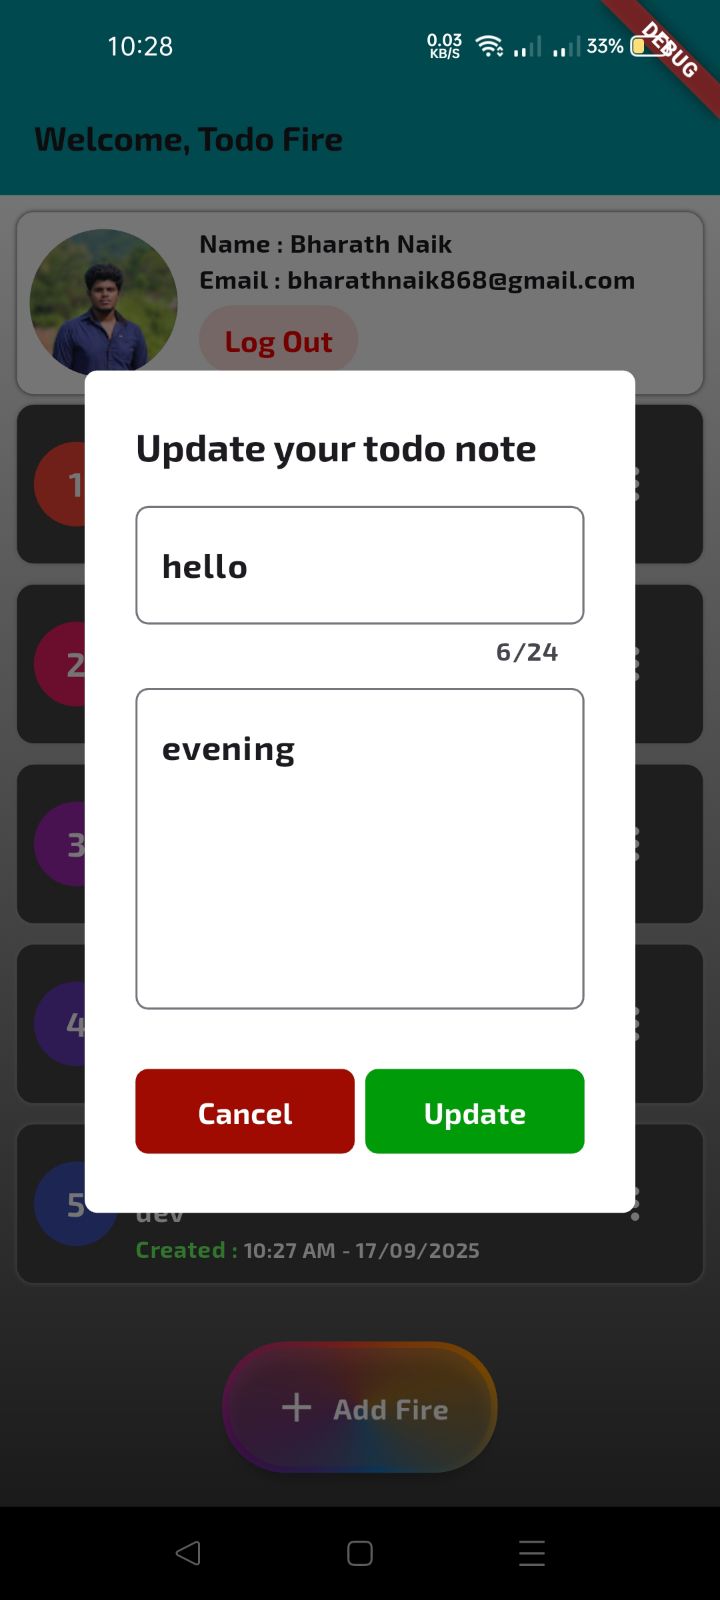 10:28
0.03
KB/S
33%
DEBUG
Welcome, Todo Fire
Name : Bharath Naik
Email : bharathnaik868@gmail.com
Log Out
Update your todo note
1
hello
6/24
2
evening
3
4
Cancel
Update
5
dev
Created : 10:27 AM - 17/09/2025
+ Add Fire